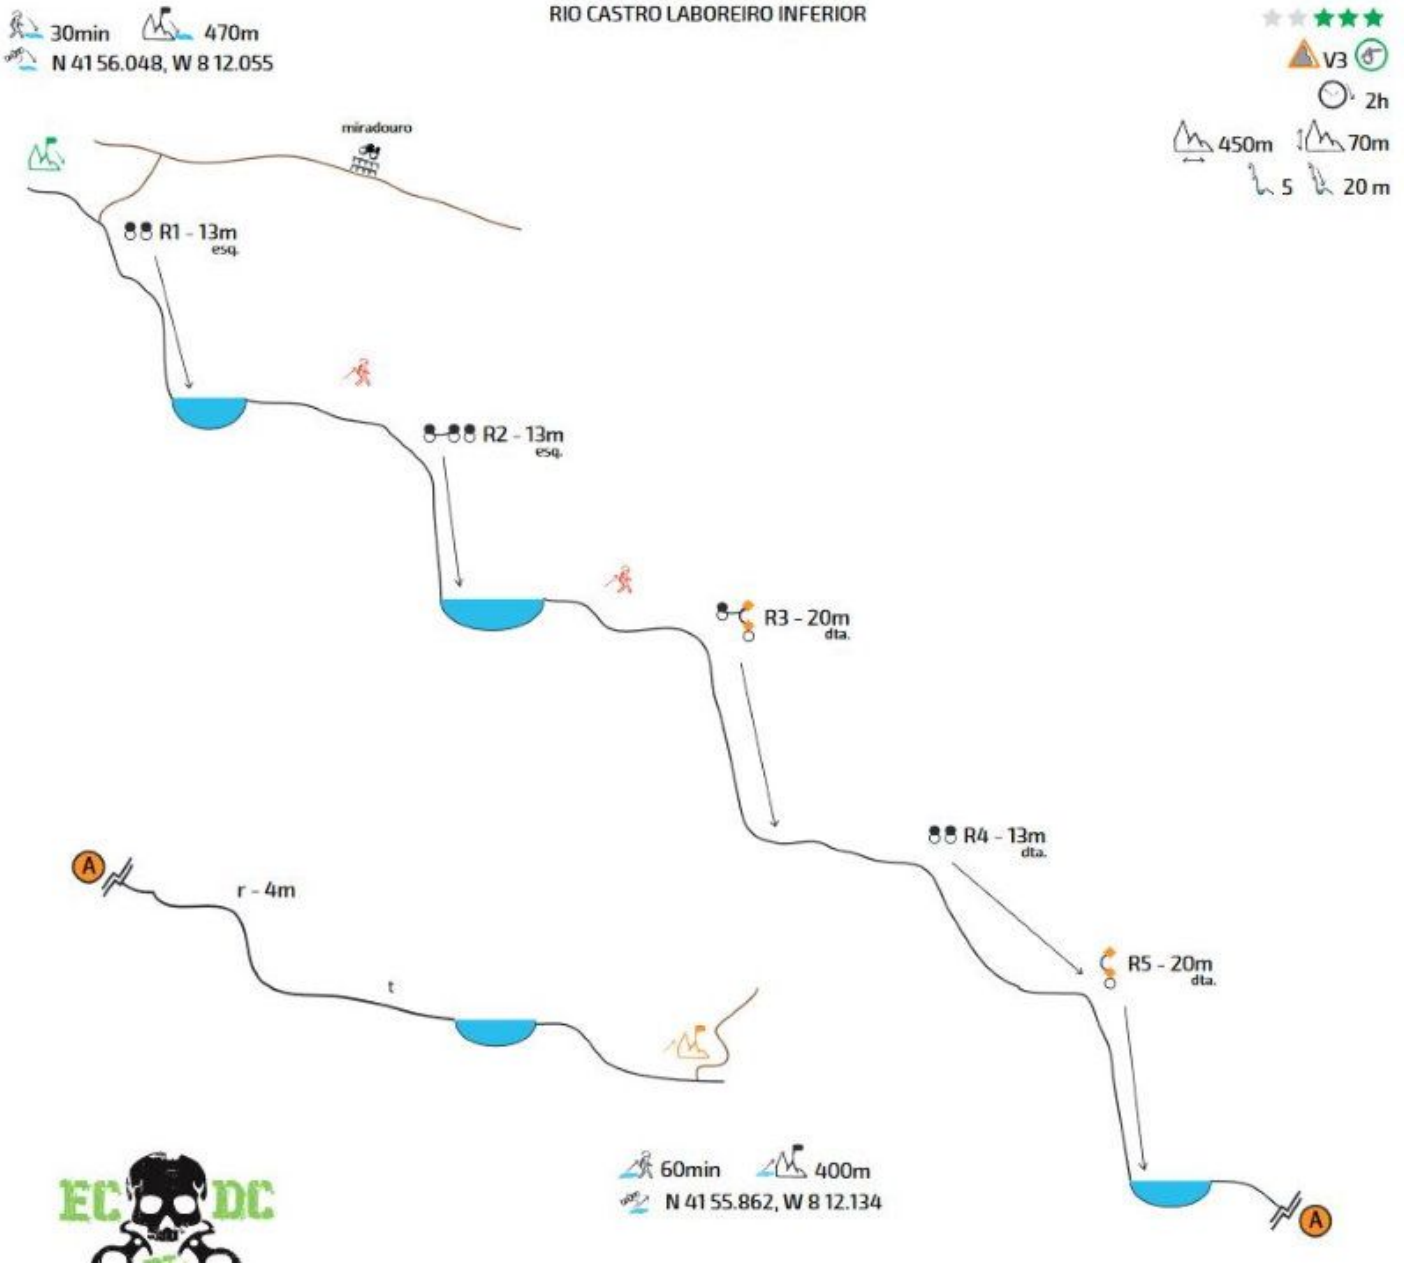 RIO CASTRO LABOREIRO INFERIOR
30min 470m
N 41 56.048, W 8 12.055
V3
2h
450m 70m
5 20 m
miradouro
R1 - 13m
esq.
R2 - 13m
esq.
R3 - 20m
dta.
R4 - 13m
dta.
R5 - 20m
dta.
A
A
r - 4m
t
60min 400m
N 41 55.862, W 8 12.134
EC DC